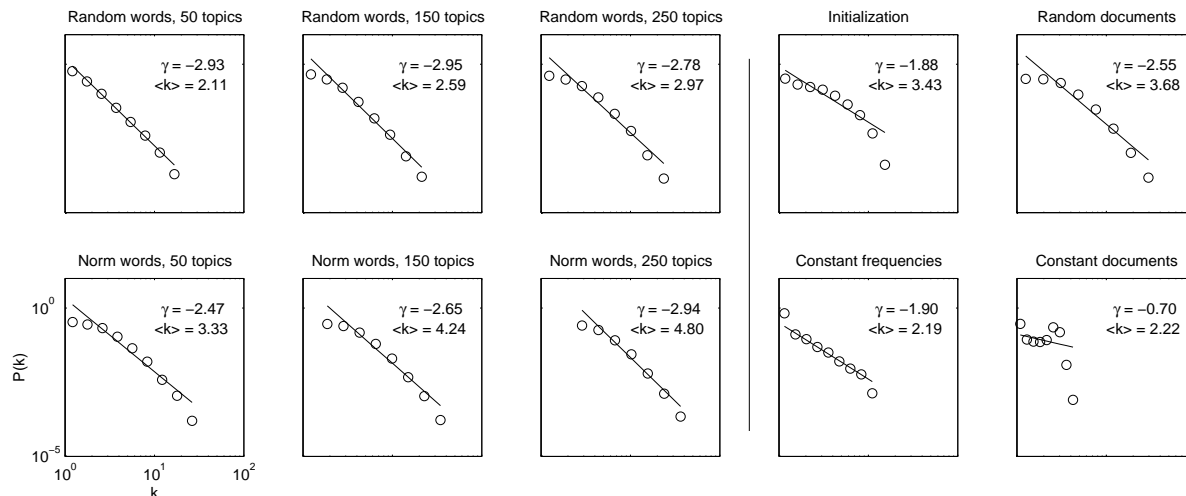 Random words, 50 topics
γ = −2.93
<k> = 2.11
Random words, 150 topics
γ = −2.95
<k> = 2.59
Random words, 250 topics
γ = −2.78
<k> = 2.97
Initialization
γ = −1.88
<k> = 3.43
Random documents
γ = −2.55
<k> = 3.68
Norm words, 50 topics
γ = −2.47
<k> = 3.33
10^0
P(k)
10^−5
10^0
10^1
10^2
k
Norm words, 150 topics
γ = −2.65
<k> = 4.24
Norm words, 250 topics
γ = −2.94
<k> = 4.80
Constant frequencies
γ = −1.90
<k> = 2.19
Constant documents
γ = −0.70
<k> = 2.22